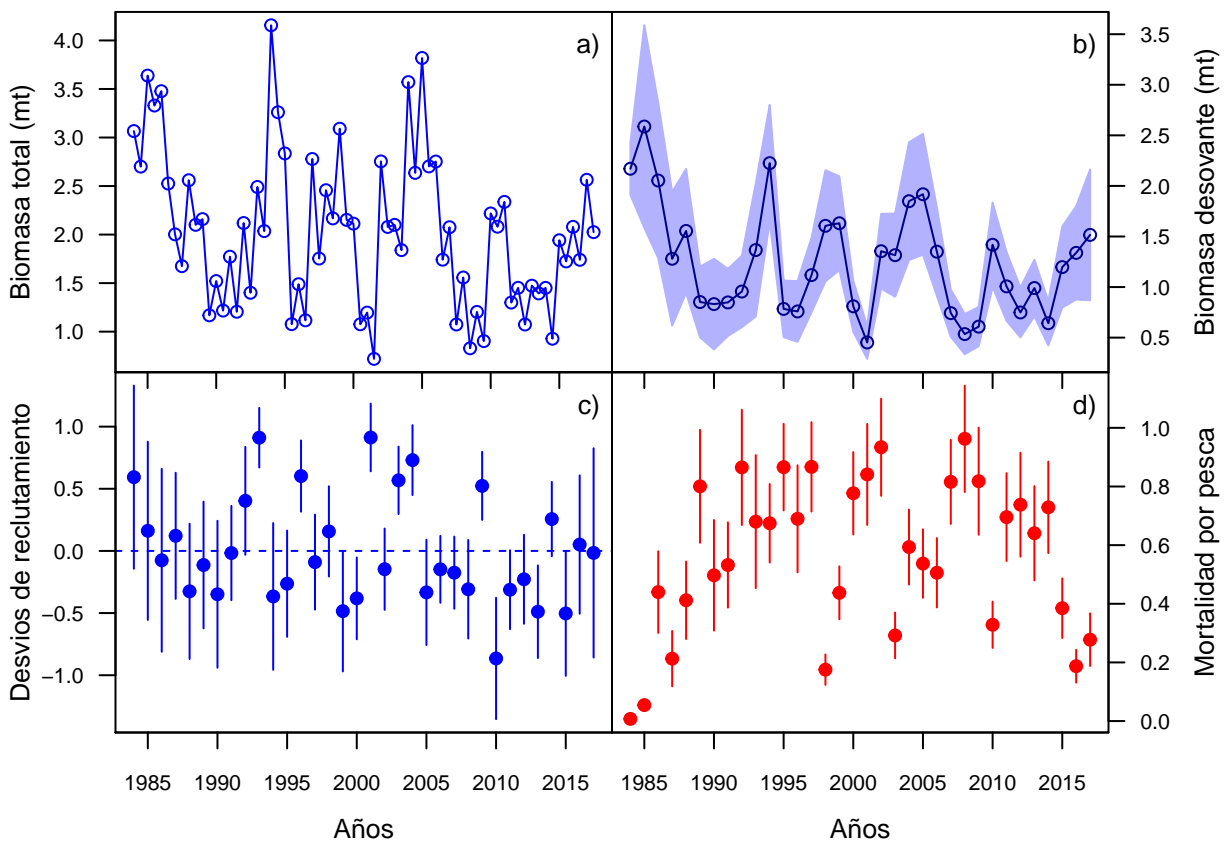 a)
Biomasa total (mt)
4.0
3.5
3.0
2.5
2.0
1.5
1.0
b)
Biomasa desovante (mt)
3.5
3.0
2.5
2.0
1.5
1.0
0.5
c)
Desvios de reclutamiento
1.0
0.5
0.0
−0.5
−1.0
1985 1990 1995 2000 2005 2010 2015
Años
d)
Mortalidad por pesca
1.0
0.8
0.6
0.4
0.2
0.0
1985 1990 1995 2000 2005 2010 2015
Años